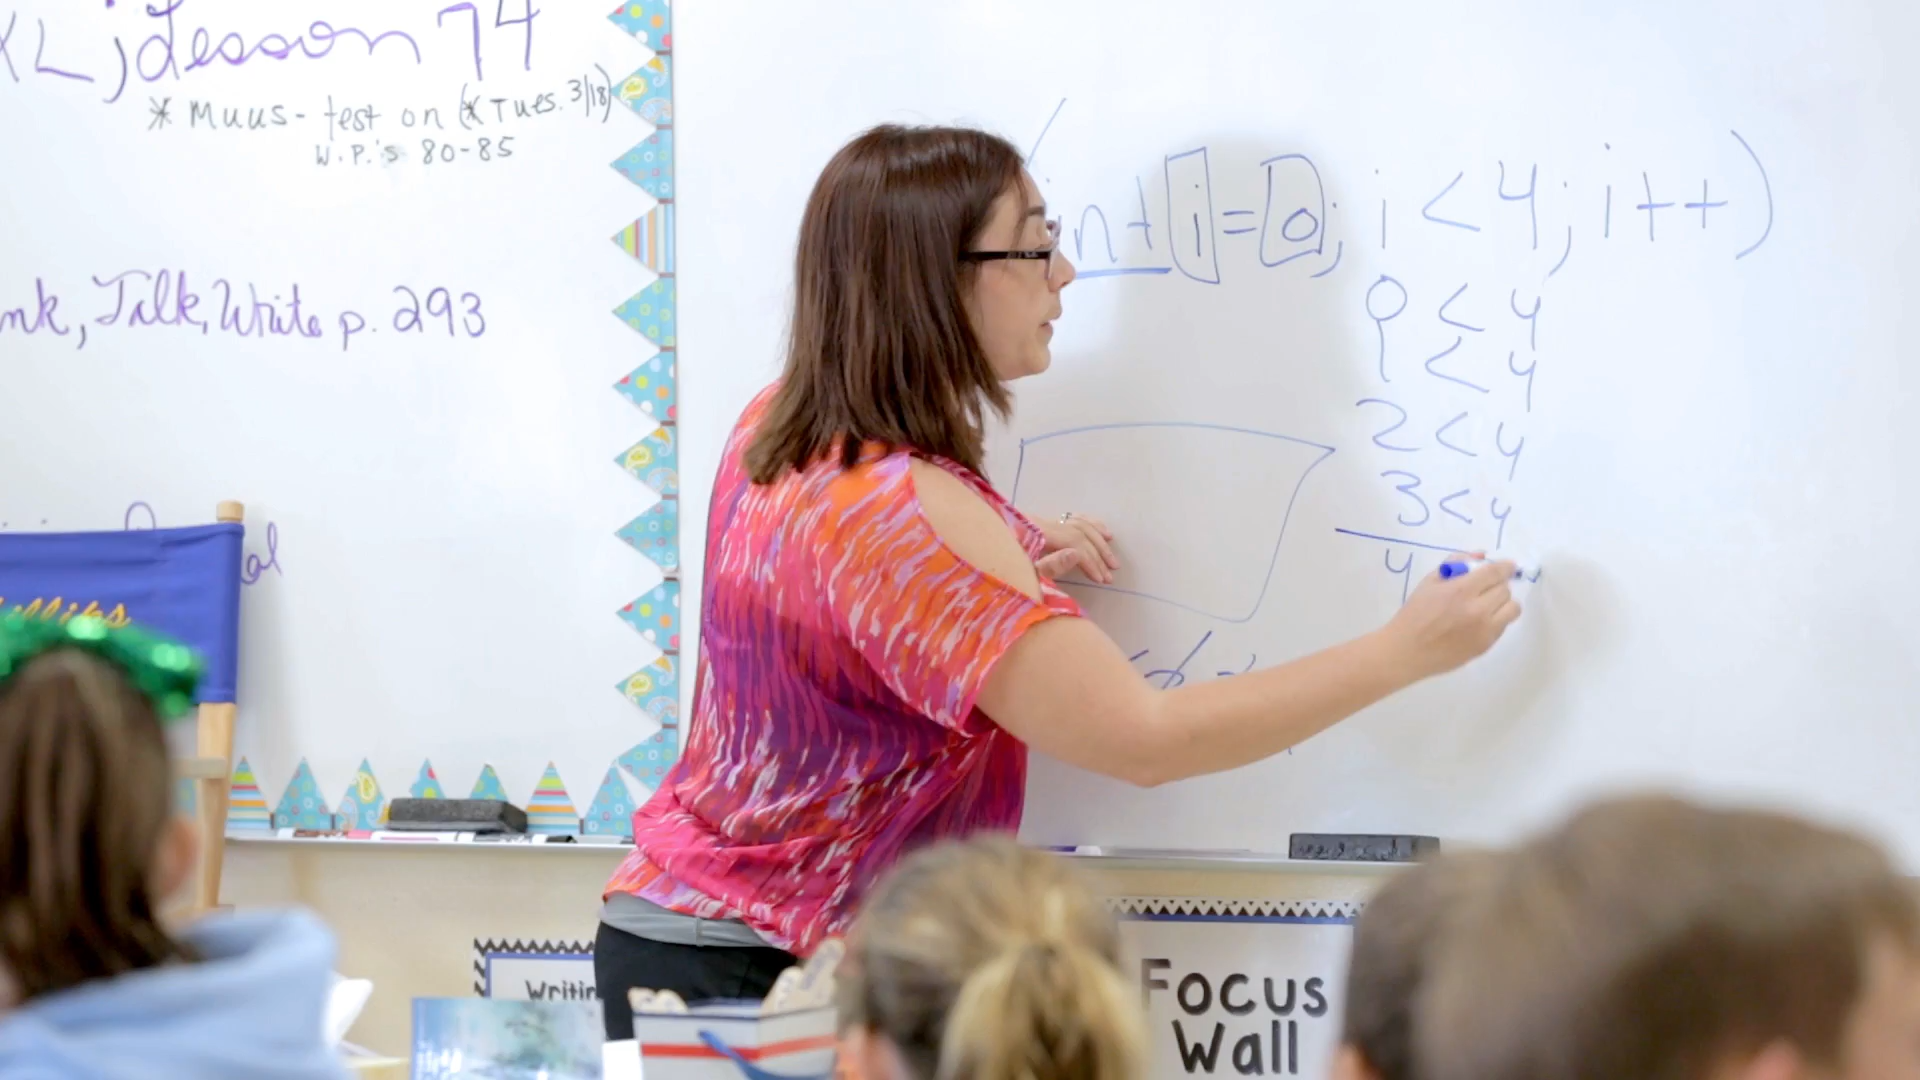 Lesson 74
* Muus- test on (* Tues. 3/18)
W.P.'s 80-85
Talk, Write p. 293
int i = 0; i < 4; i++)
0 < 4
1 < 4
2 < 4
3 < 4
4
Focus
Wall